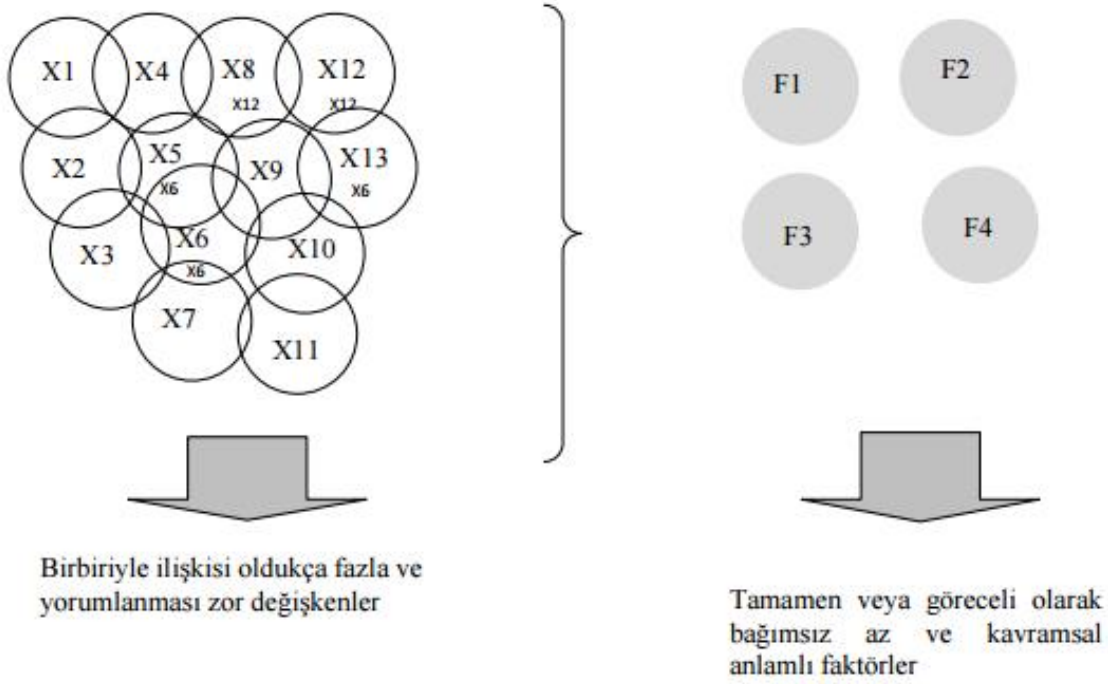 X1 X4 X8 X12
X12 X12
X2 X5 X9 X13
X6 X6
X3 X6 X10
X6
X7 X11
F1 F2
F3 F4
Birbiriyle ilişkisi oldukça fazla ve
yorumlanması zor değişkenler
Tamamen veya göreceli olarak
bağımsız az ve kavramsal
anlamlı faktörler